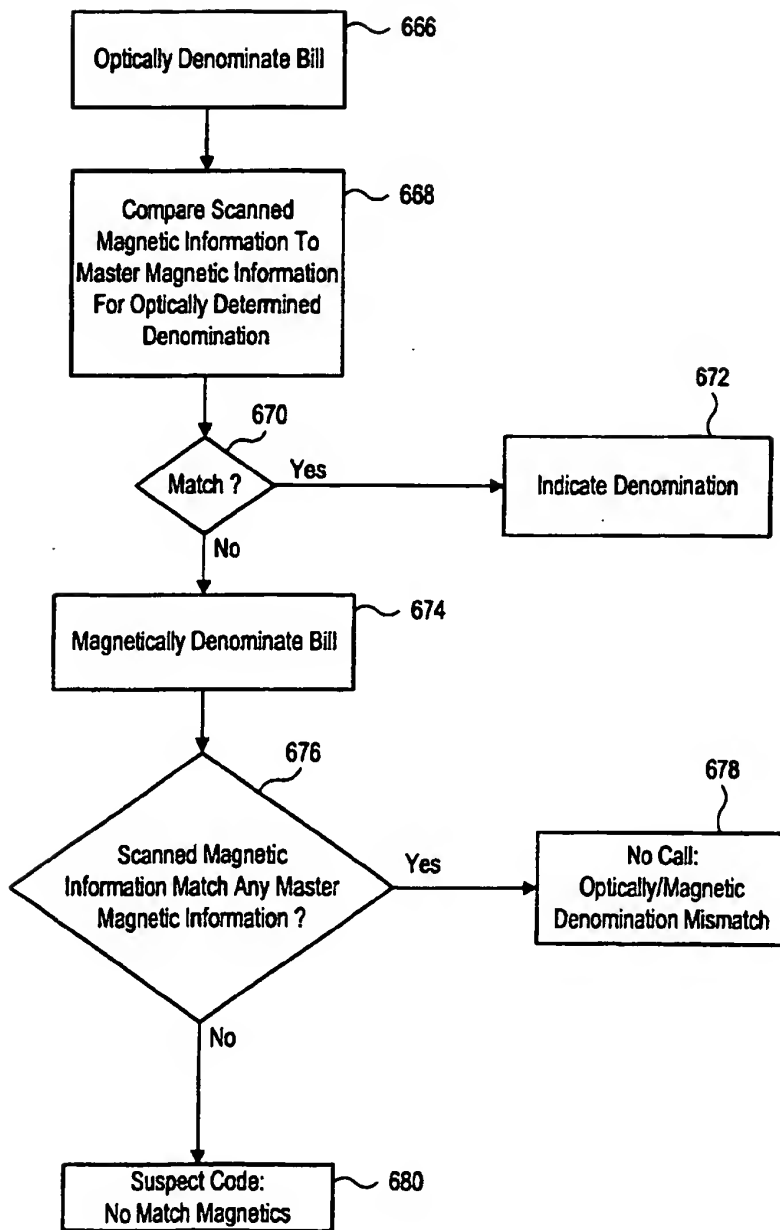 666
Optically Denominate Bill
668
Compare Scanned
Magnetic Information To
Master Magnetic Information
For Optically Determined
Denomination
670
Match ?
Yes
672
Indicate Denomination
No
674
Magnetically Denominate Bill
676
Scanned Magnetic
Information Match Any Master
Magnetic Information ?
Yes
678
No Call:
Optically/Magnetic
Denomination Mismatch
No
680
Suspect Code:
No Match Magnetics